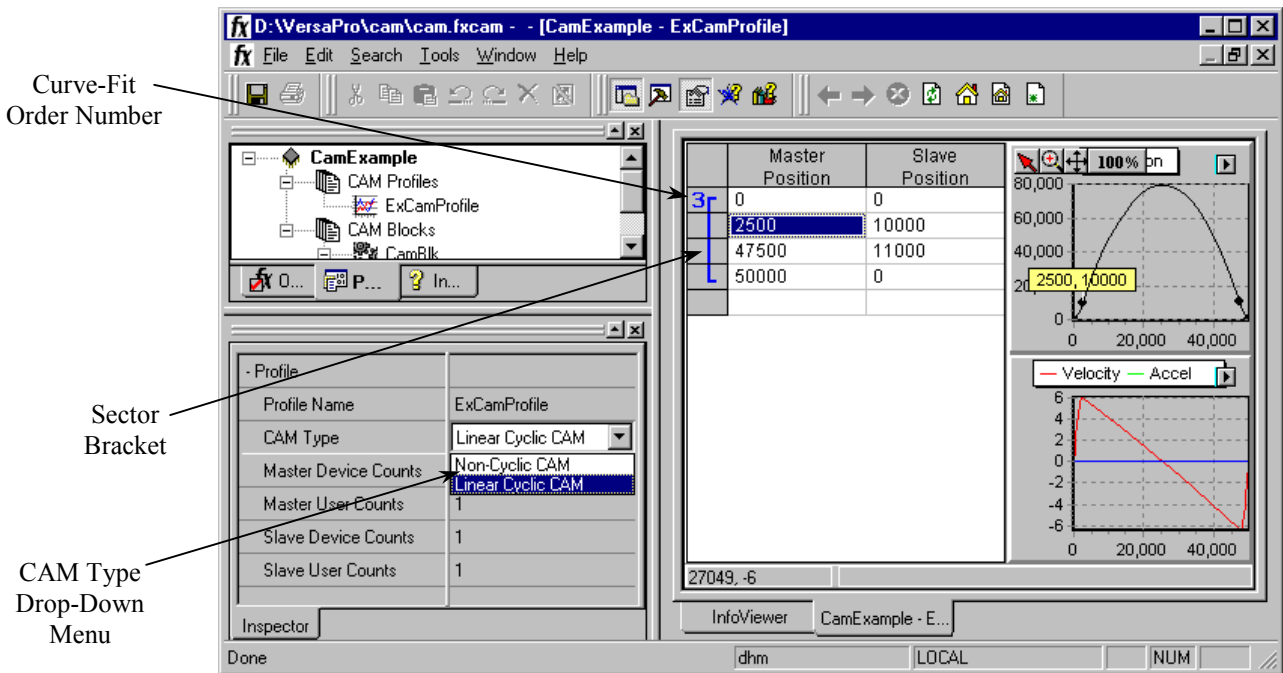 D:\VersaPro\cam\cam.fxcam - - [CamExample - ExCamProfile]
File Edit Search Tools Window Help
Curve-Fit
Order Number
CamExample
CAM Profiles
ExCamProfile
CAM Blocks
CamBlk
O...
P...
In...
Master Position
Slave Position
3
0 0
2500 10000
47500 11000
50000 0
100%
on
80,000
60,000
40,000
20
2500, 10000
0
0 20,000 40,000
Sector
Bracket
- Profile
Profile Name ExCamProfile
CAM Type Linear Cyclic CAM
Non-Cyclic CAM
Linear Cyclic CAM
Master Device Counts
Master User Counts 1
Slave Device Counts 1
Slave User Counts 1
Velocity Accel
6
4
2
0
-2
-4
-6
0 20,000 40,000
CAM Type
Drop-Down
Menu
27049, -6
Inspector
InfoViewer
CamExample - E...
Done
dhm
LOCAL
NUM